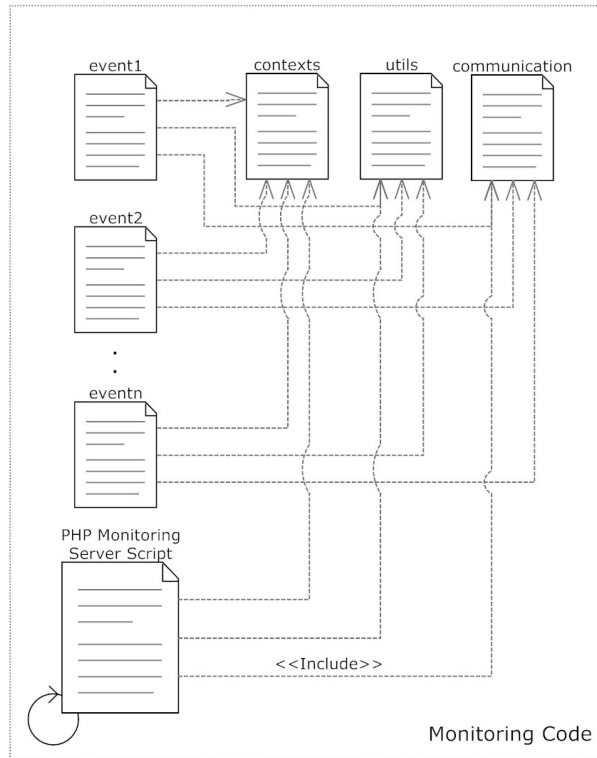 event1
contexts
utils
communication
event2
.
.
eventn
PHP Monitoring
Server Script
<<Include>>
Monitoring Code